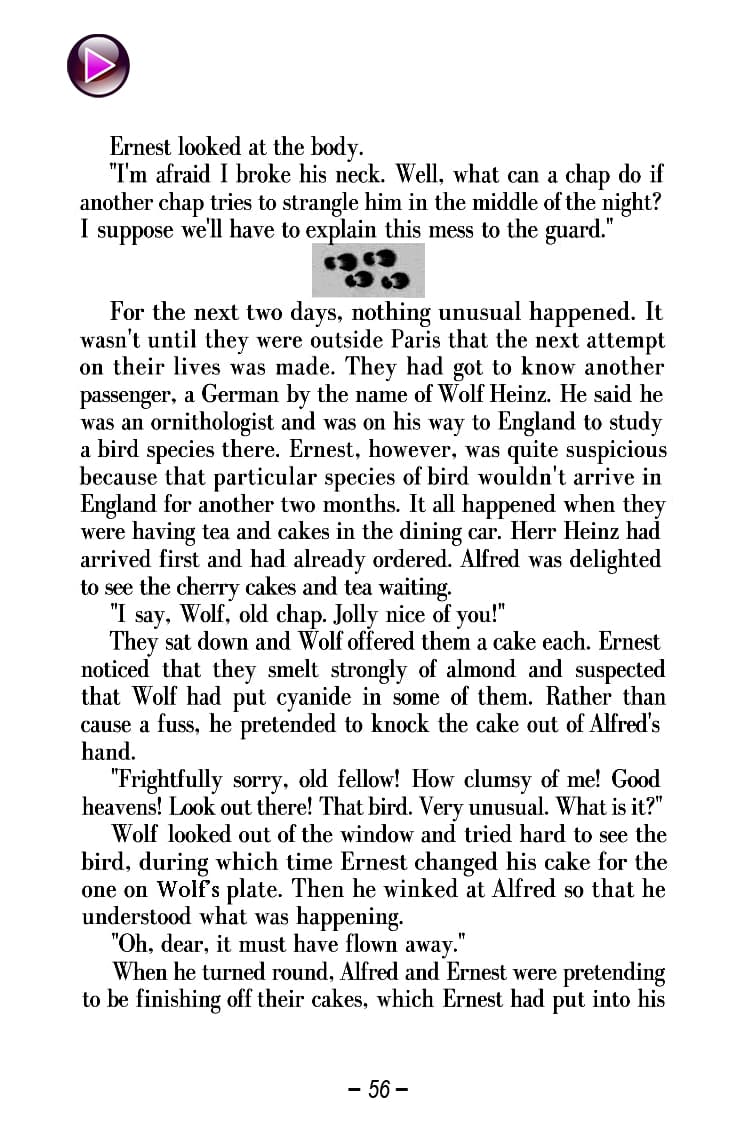 Ernest looked at the body.
"I'm afraid I broke his neck. Well, what can a chap do if
another chap tries to strangle him in the middle of the night?
I suppose we'll have to explain this mess to the guard."
For the next two days, nothing unusual happened. It
wasn't until they were outside Paris that the next attempt
on their lives was made. They had got to know another
passenger, a German by the name of Wolf Heinz. He said he
was an ornithologist and was on his way to England to study
a bird species there. Ernest, however, was quite suspicious
because that particular species of bird wouldn't arrive in
England for another two months. It all happened when they
were having tea and cakes in the dining car. Herr Heinz had
arrived first and had already ordered. Alfred was delighted
to see the cherry cakes and tea waiting.
"I say, Wolf, old chap. Jolly nice of you!"
They sat down and Wolf offered them a cake each. Ernest
noticed that they smelt strongly of almond and suspected
that Wolf had put cyanide in some of them. Rather than
cause a fuss, he pretended to knock the cake out of Alfred's
hand.
"Frightfully sorry, old fellow! How clumsy of me! Good
heavens! Look out there! That bird. Very unusual. What is it?"
Wolf looked out of the window and tried hard to see the
bird, during which time Ernest changed his cake for the
one on Wolf's plate. Then he winked at Alfred so that he
understood what was happening.
"Oh, dear, it must have flown away."
When he turned round, Alfred and Ernest were pretending
to be finishing off their cakes, which Ernest had put into his
– 56 –